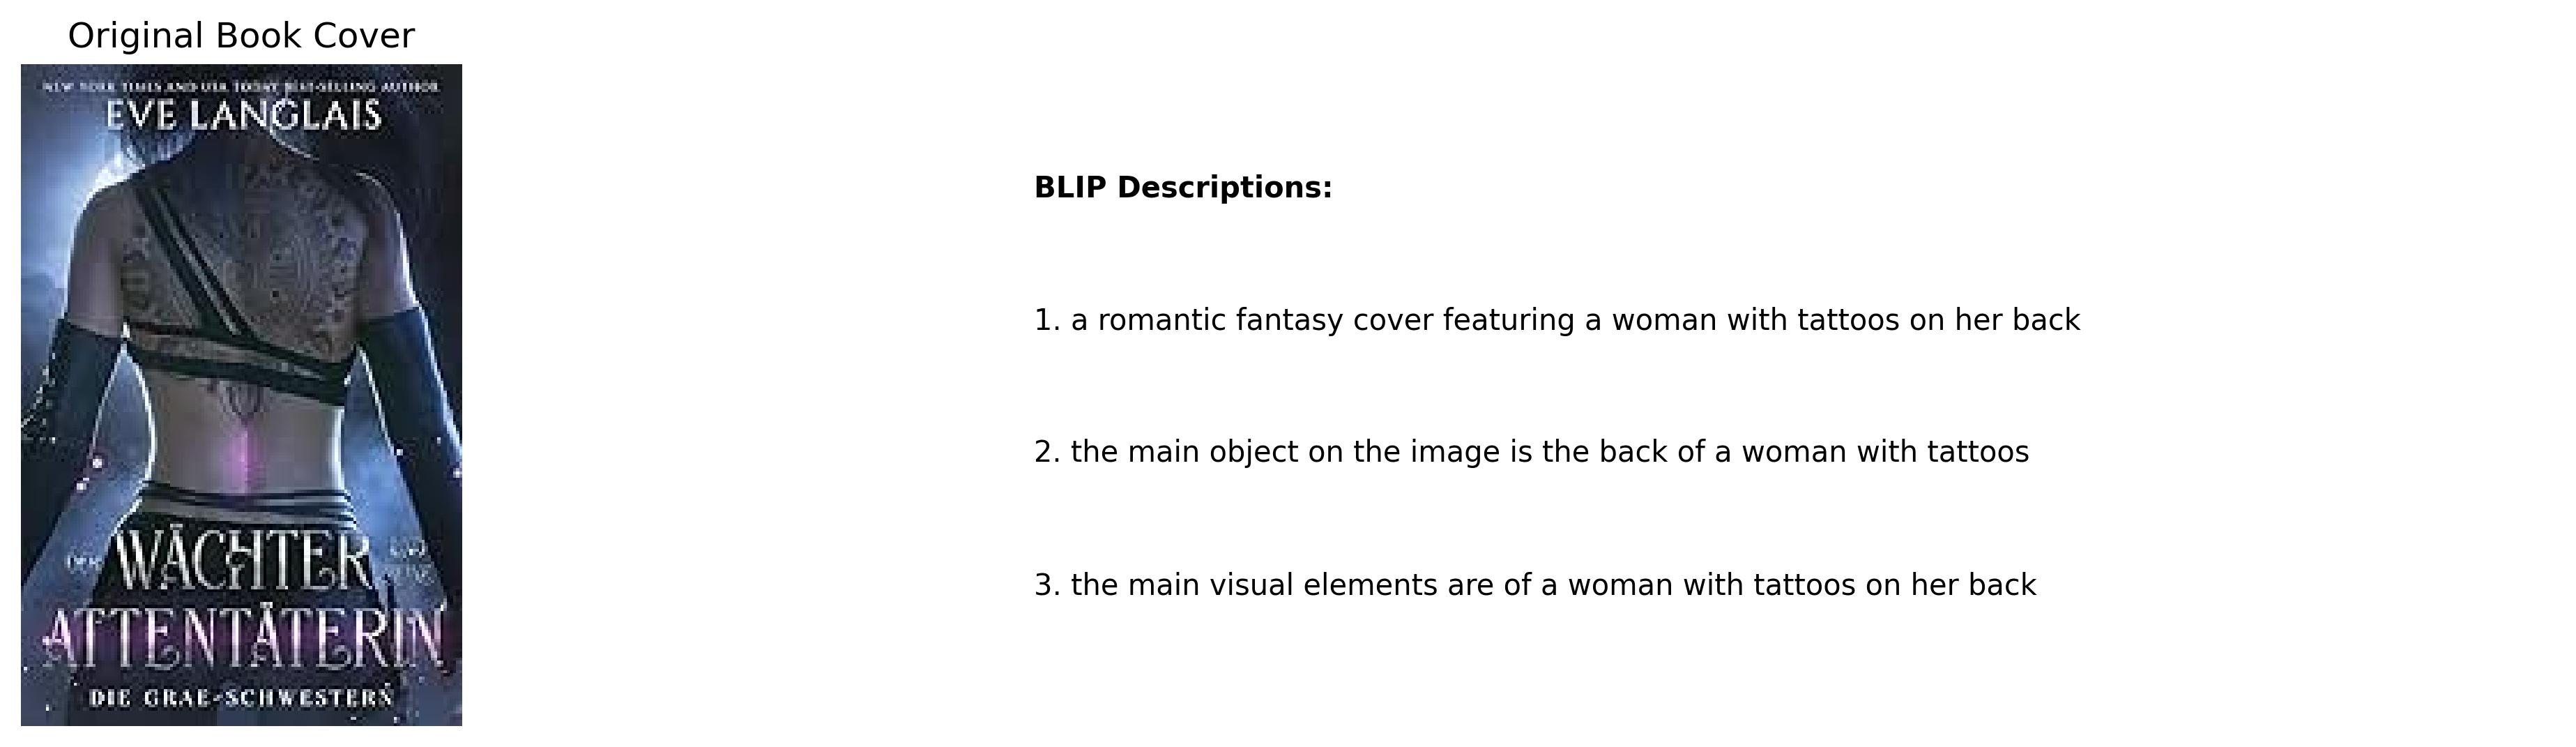 Original Book Cover
NEW YORK TIMES AND USA TODAY BEST-SELLING AUTHOR
EVE LANGLAIS
WÄCHTER
ATTENTÄTERIN
DIE GRAE-SCHWESTERN
BLIP Descriptions:
1. a romantic fantasy cover featuring a woman with tattoos on her back
2. the main object on the image is the back of a woman with tattoos
3. the main visual elements are of a woman with tattoos on her back